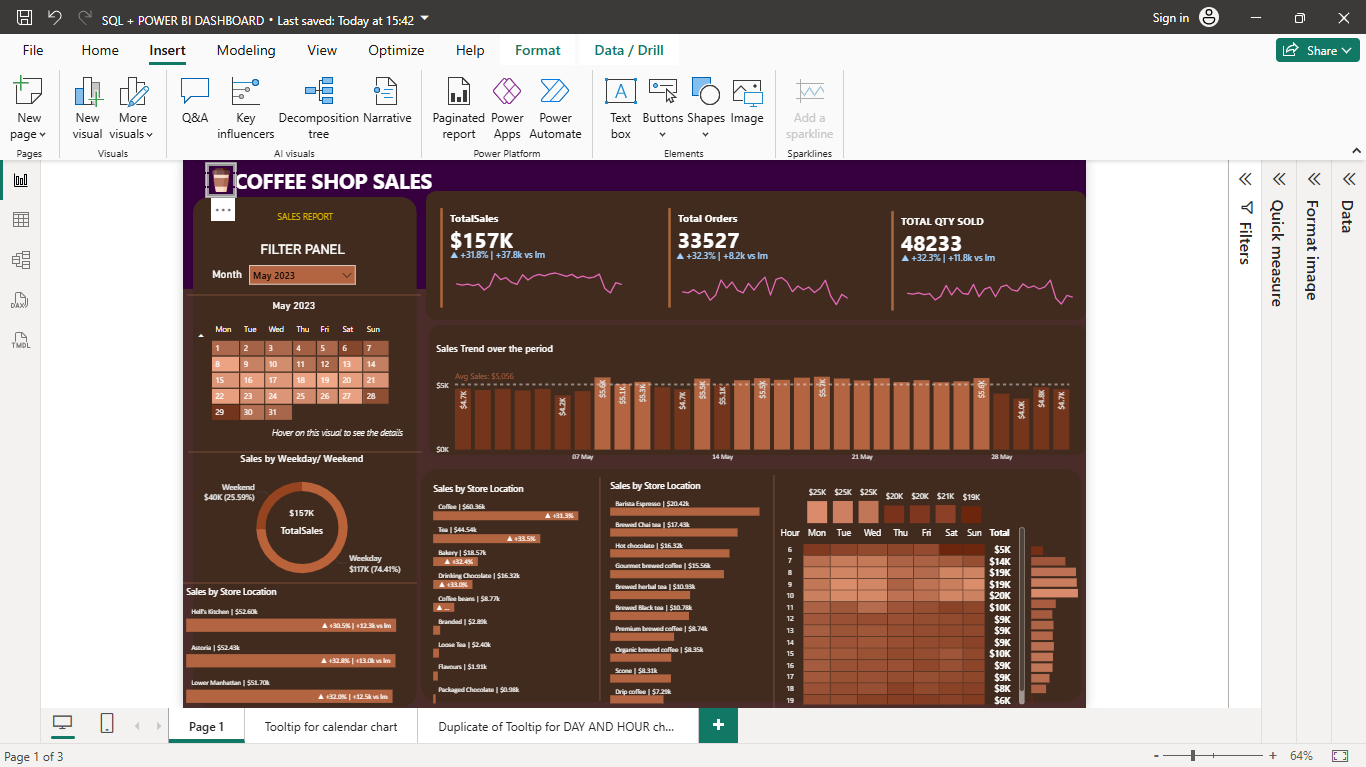 SQL + POWER BI DASHBOARD • Last saved: Today at 15:42
Sign in
File Home Insert Modeling View Optimize Help Format Data / Drill
Share
New page
New visual
More visuals
Q&A
Key influencers
Decomposition tree
Narrative
Paginated report
Power Apps
Power Automate
Text box
Buttons
Shapes
Image
Add a sparkline
Pages Visuals AI visuals Power Platform Elements Sparklines
DAX
TMDL
COFFEE SHOP SALES
SALES REPORT
FILTER PANEL
Month May 2023
May 2023
Mon Tue Wed Thu Fri Sat Sun
1 2 3 4 5 6 7
8 9 10 11 12 13 14
15 16 17 18 19 20 21
22 23 24 25 26 27 28
29 30 31
Hover on this visual to see the details
Sales by Weekday/ Weekend
Weekend
$40K (25.59%)
$157K
TotalSales
Weekday
$117K (74.41%)
Sales by Store Location
Hell's Kitchen | $52.60k
▲ +30.5% | +12.3k vs lm
Astoria | $52.43k
▲ +32.8% | +13.0k vs lm
Lower Manhattan | $51.70k
▲ +32.0% | +12.5k vs lm
TotalSales
$157K
▲ +31.8% | +37.8k vs lm
Total Orders
33527
▲ +32.3% | +8.2k vs lm
TOTAL QTY SOLD
48233
▲ +32.3% | +11.8k vs lm
Sales Trend over the period
Avg Sales: $5,056
$5K
$0K
$4.7K $4.2K $5.6K $5.1K $5.3K $4.7K $5.5K $5.1K $5.5K $5.7K $5.6K $4.0K $4.8K $4.7K
07 May 14 May 21 May 28 May
Sales by Store Location
Coffee | $60.36k
▲ +31.3%
Tea | $44.54k
▲ +33.5%
Bakery | $18.57k
▲ +32.4%
Drinking Chocolate | $16.32k
▲ +33.0%
Coffee beans | $8.77k
▲ ...
Branded | $2.89k
Loose Tea | $2.40k
Flavours | $1.91k
Packaged Chocolate | $0.98k
Sales by Store Location
Barista Espresso | $20.42k
Brewed Chai tea | $17.43k
Hot chocolate | $16.32k
Gourmet brewed coffee | $15.56k
Brewed herbal tea | $10.93k
Brewed Black tea | $10.78k
Premium brewed coffee | $8.74k
Organic brewed coffee | $8.35k
Scone | $8.31k
Drip coffee | $7.29k
$25K $25K $25K $20K $20K $21K $19K
Hour Mon Tue Wed Thu Fri Sat Sun Total
6 $5K
7 $14K
8 $19K
9 $19K
10 $20K
11 $10K
12 $9K
13 $9K
14 $9K
15 $10K
16 $9K
17 $9K
18 $8K
19 $6K
Filters
Quick measure
Format image
Data
Page 1
Tooltip for calendar chart
Duplicate of Tooltip for DAY AND HOUR ch...
+
Page 1 of 3
- + 64%